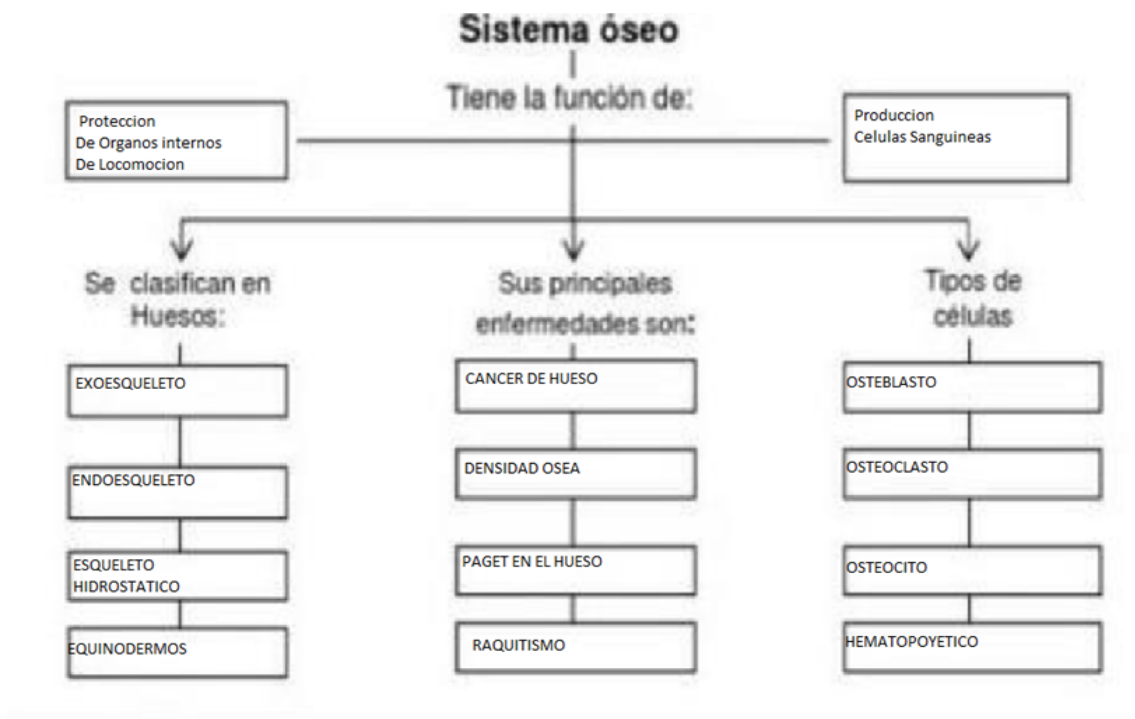 Sistema óseo
Tiene la función de:
Proteccion
De Organos internos
De Locomocion
Produccion
Celulas Sanguineas
Se clasifican en
Huesos:
EXOESQUELETO
ENDOESQUELETO
ESQUELETO
HIDROSTATICO
EQUINODERMOS
Sus principales
enfermedades son:
CANCER DE HUESO
DENSIDAD OSEA
PAGET EN EL HUESO
RAQUITISMO
Tipos de
células
OSTEBLASTO
OSTEOCLASTO
OSTEOCITO
HEMATOPOYETICO